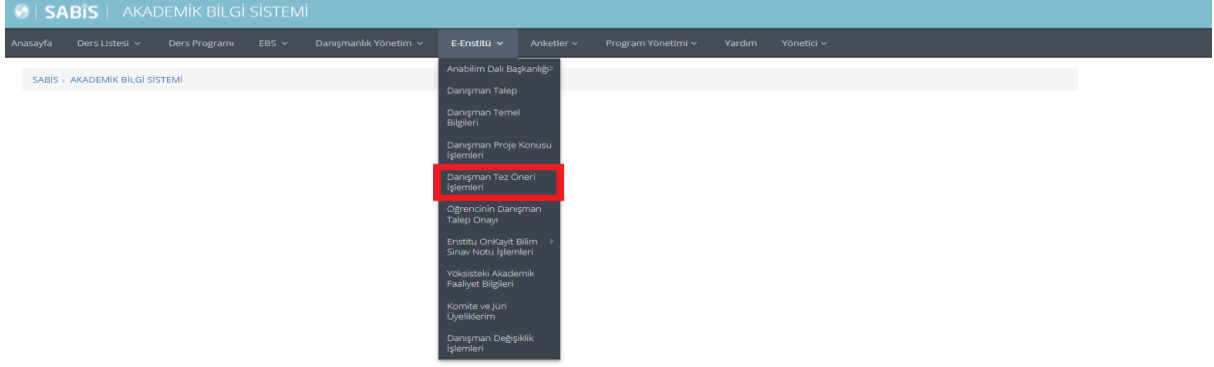 SABİS | AKADEMİK BİLGİ SİSTEMİ
Anasayfa Ders Listesi Ders Programı EBS Danışmanlık Yönetim E-Enstitü Anketler Program Yönetimi Yardım Yönetici
SABİS › AKADEMİK BİLGİ SİSTEMİ
Anabilim Dalı Başkanlığı
Danışman Talep
Danışman Temel
Bilgileri
Danışman Proje Konusu
İşlemleri
Danışman Tez Öneri
İşlemleri
Öğrencinin Danışman
Talep Onayı
Enstitu OnKayit Bilim
Sinav Notu İşlemleri
Yöksisteki Akademik
Faaliyet Bilgileri
Komite ve Jüri
Üyeliklerim
Danışman Değişiklik
İşlemleri